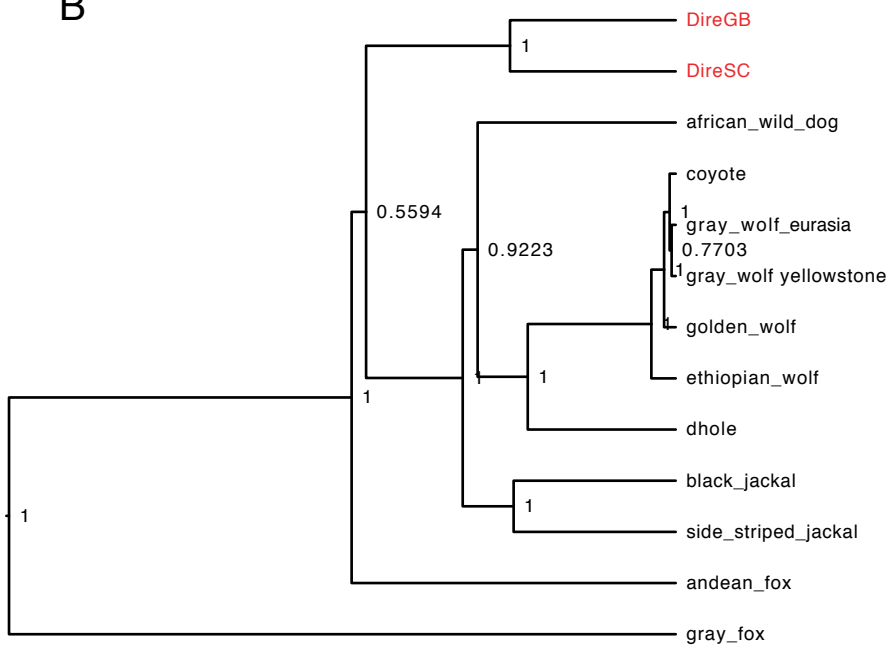 B
DireGB
1
DireSC
african_wild_dog
coyote
0.5594
1
gray_wolf_eurasia
0.9223
0.7703
1
gray_wolf yellowstone
1
golden_wolf
1
1
ethiopian_wolf
1
dhole
black_jackal
1
1
side_striped_jackal
andean_fox
gray_fox